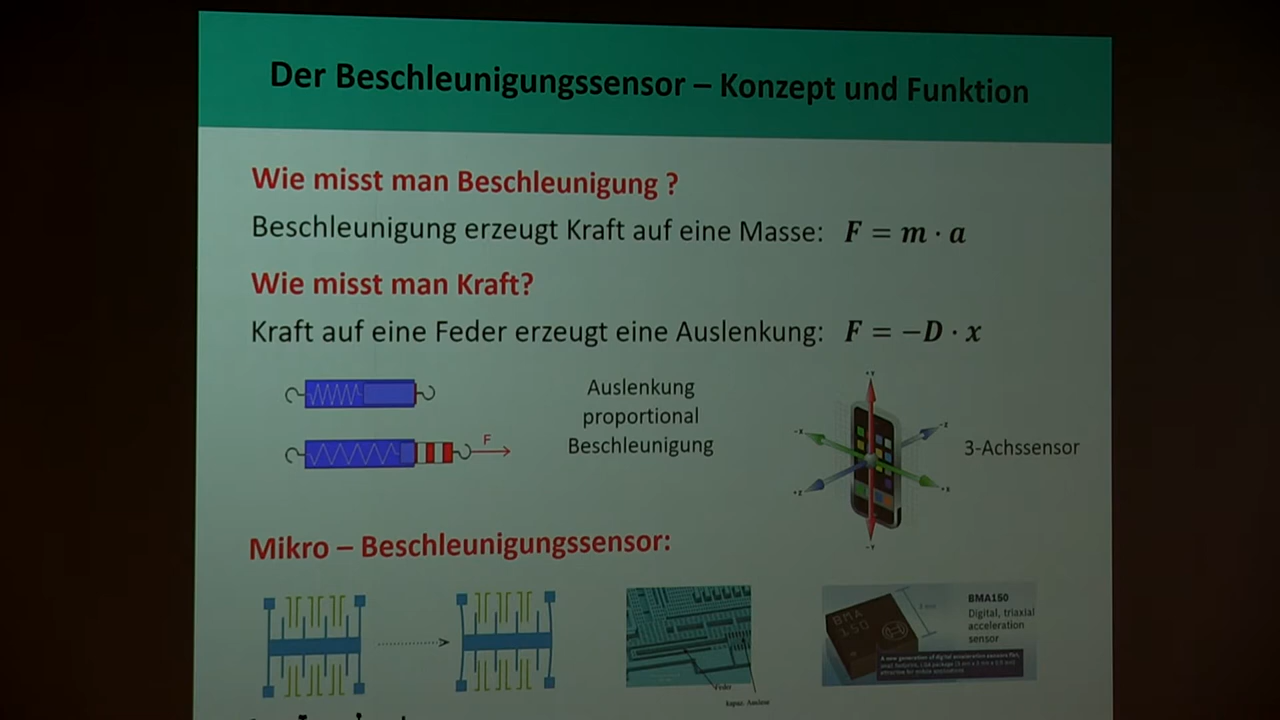 Der Beschleunigungssensor – Konzept und Funktion
Wie misst man Beschleunigung ?
Beschleunigung erzeugt Kraft auf eine Masse: F = m · a
Wie misst man Kraft?
Kraft auf eine Feder erzeugt eine Auslenkung: F = −D · x
F
Auslenkung
proportional
Beschleunigung
3-Achssensor
Mikro – Beschleunigungssensor:
Feder
BMA
150
BMA150
Digital, triaxial
acceleration
sensor